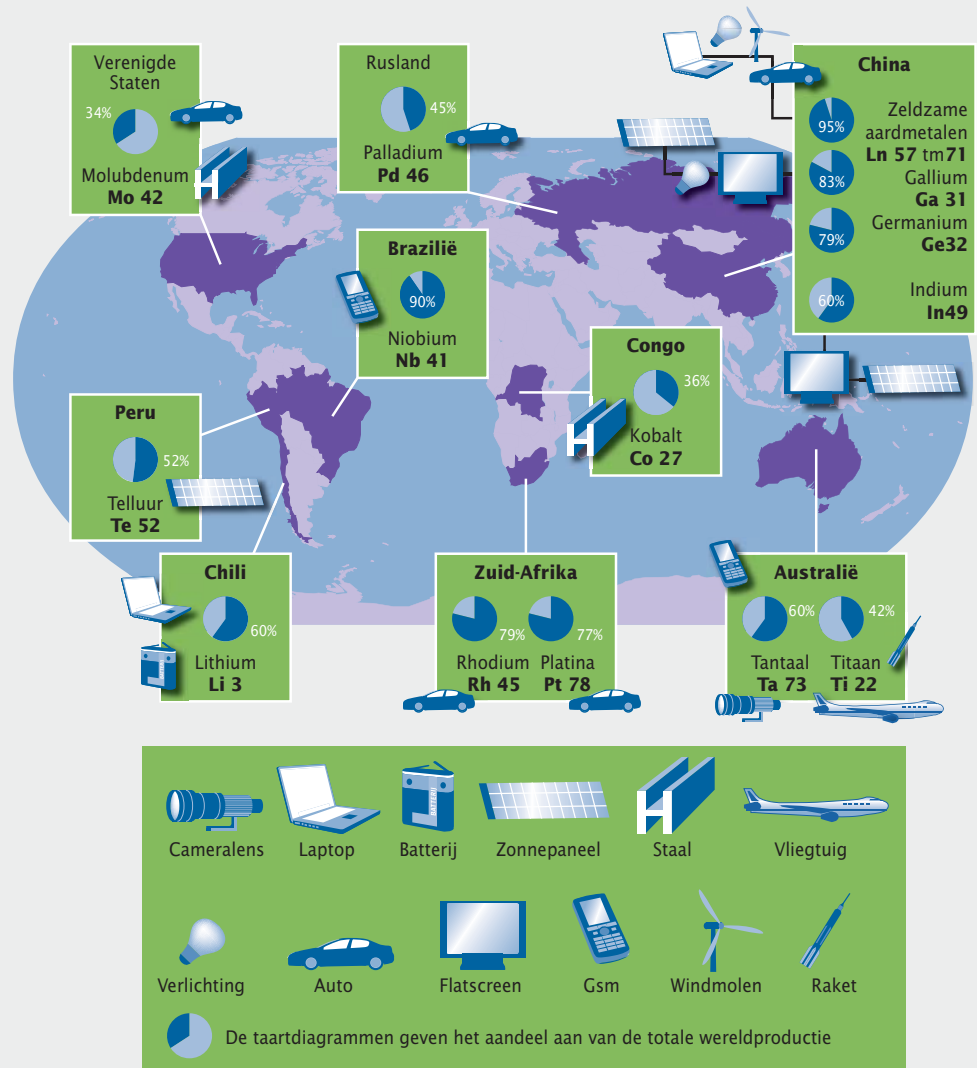 Verenigde
Staten
34%
Molubdenum
Mo 42
Rusland
45%
Palladium
Pd 46
China
95%
Zeldzame
aardmetalen
Ln 57 tm71
83%
Gallium
Ga 31
79%
Germanium
Ge32
60%
Indium
In49
Brazilië
90%
Niobium
Nb 41
Congo
36%
Kobalt
Co 27
Peru
52%
Telluur
Te 52
Chili
60%
Lithium
Li 3
Zuid-Afrika
79% 77%
Rhodium Platina
Rh 45 Pt 78
Australië
60% 42%
Tantaal Titaan
Ta 73 Ti 22
BATTERIJ
Cameralens Laptop Batterij Zonnepaneel Staal Vliegtuig
Verlichting Auto Flatscreen Gsm Windmolen Raket
De taartdiagrammen geven het aandeel aan van de totale wereldproductie